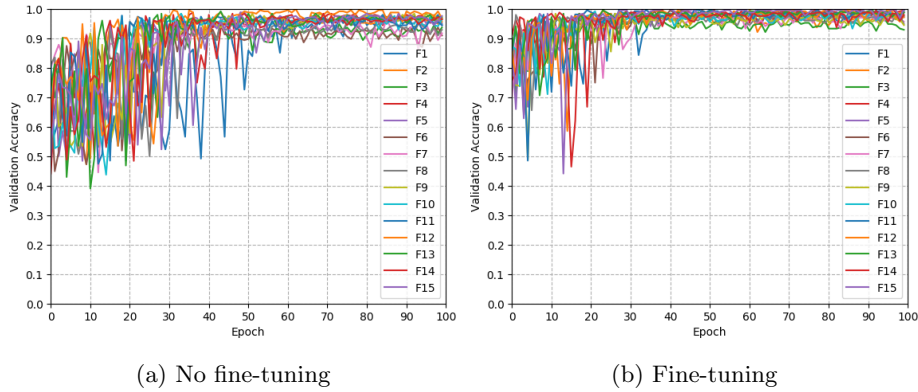 1.0
0.9
0.8
0.7
0.6
0.5
0.4
0.3
0.2
0.1
0.0
Validation Accuracy
0 10 20 30 40 50 60 70 80 90 100
Epoch
F1
F2
F3
F4
F5
F6
F7
F8
F9
F10
F11
F12
F13
F14
F15
(a) No fine-tuning
1.0
0.9
0.8
0.7
0.6
0.5
0.4
0.3
0.2
0.1
0.0
Validation Accuracy
0 10 20 30 40 50 60 70 80 90 100
Epoch
F1
F2
F3
F4
F5
F6
F7
F8
F9
F10
F11
F12
F13
F14
F15
(b) Fine-tuning